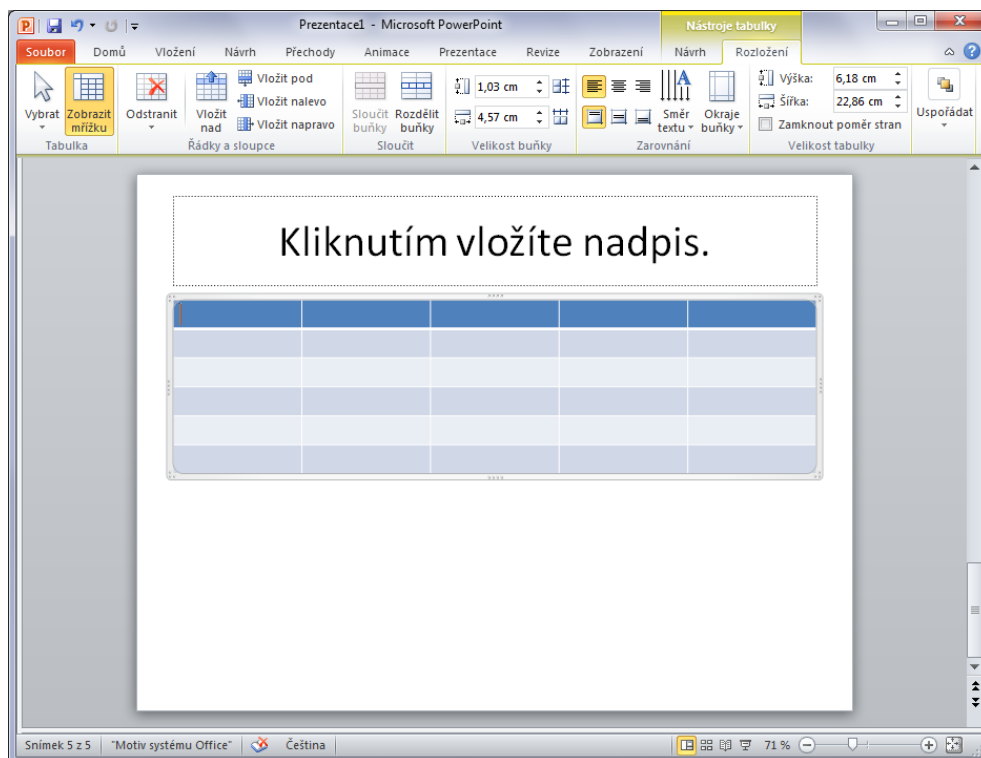 Prezentace1 - Microsoft PowerPoint
Nástroje tabulky
Soubor Domů Vložení Návrh Přechody Animace Prezentace Revize Zobrazení Návrh Rozložení
Vybrat
Zobrazit mřížku
Tabulka
Odstranit
Vložit nad
Vložit pod
Vložit nalevo
Vložit napravo
Řádky a sloupce
Sloučit buňky
Rozdělit buňky
Sloučit
1,03 cm
4,57 cm
Velikost buňky
Zarovnání
Směr textu
Okraje buňky
Výška: 6,18 cm
Šířka: 22,86 cm
Zamknout poměr stran
Velikost tabulky
Uspořádat
Kliknutím vložíte nadpis.
Snímek 5 z 5 "Motiv systému Office" Čeština 71 %